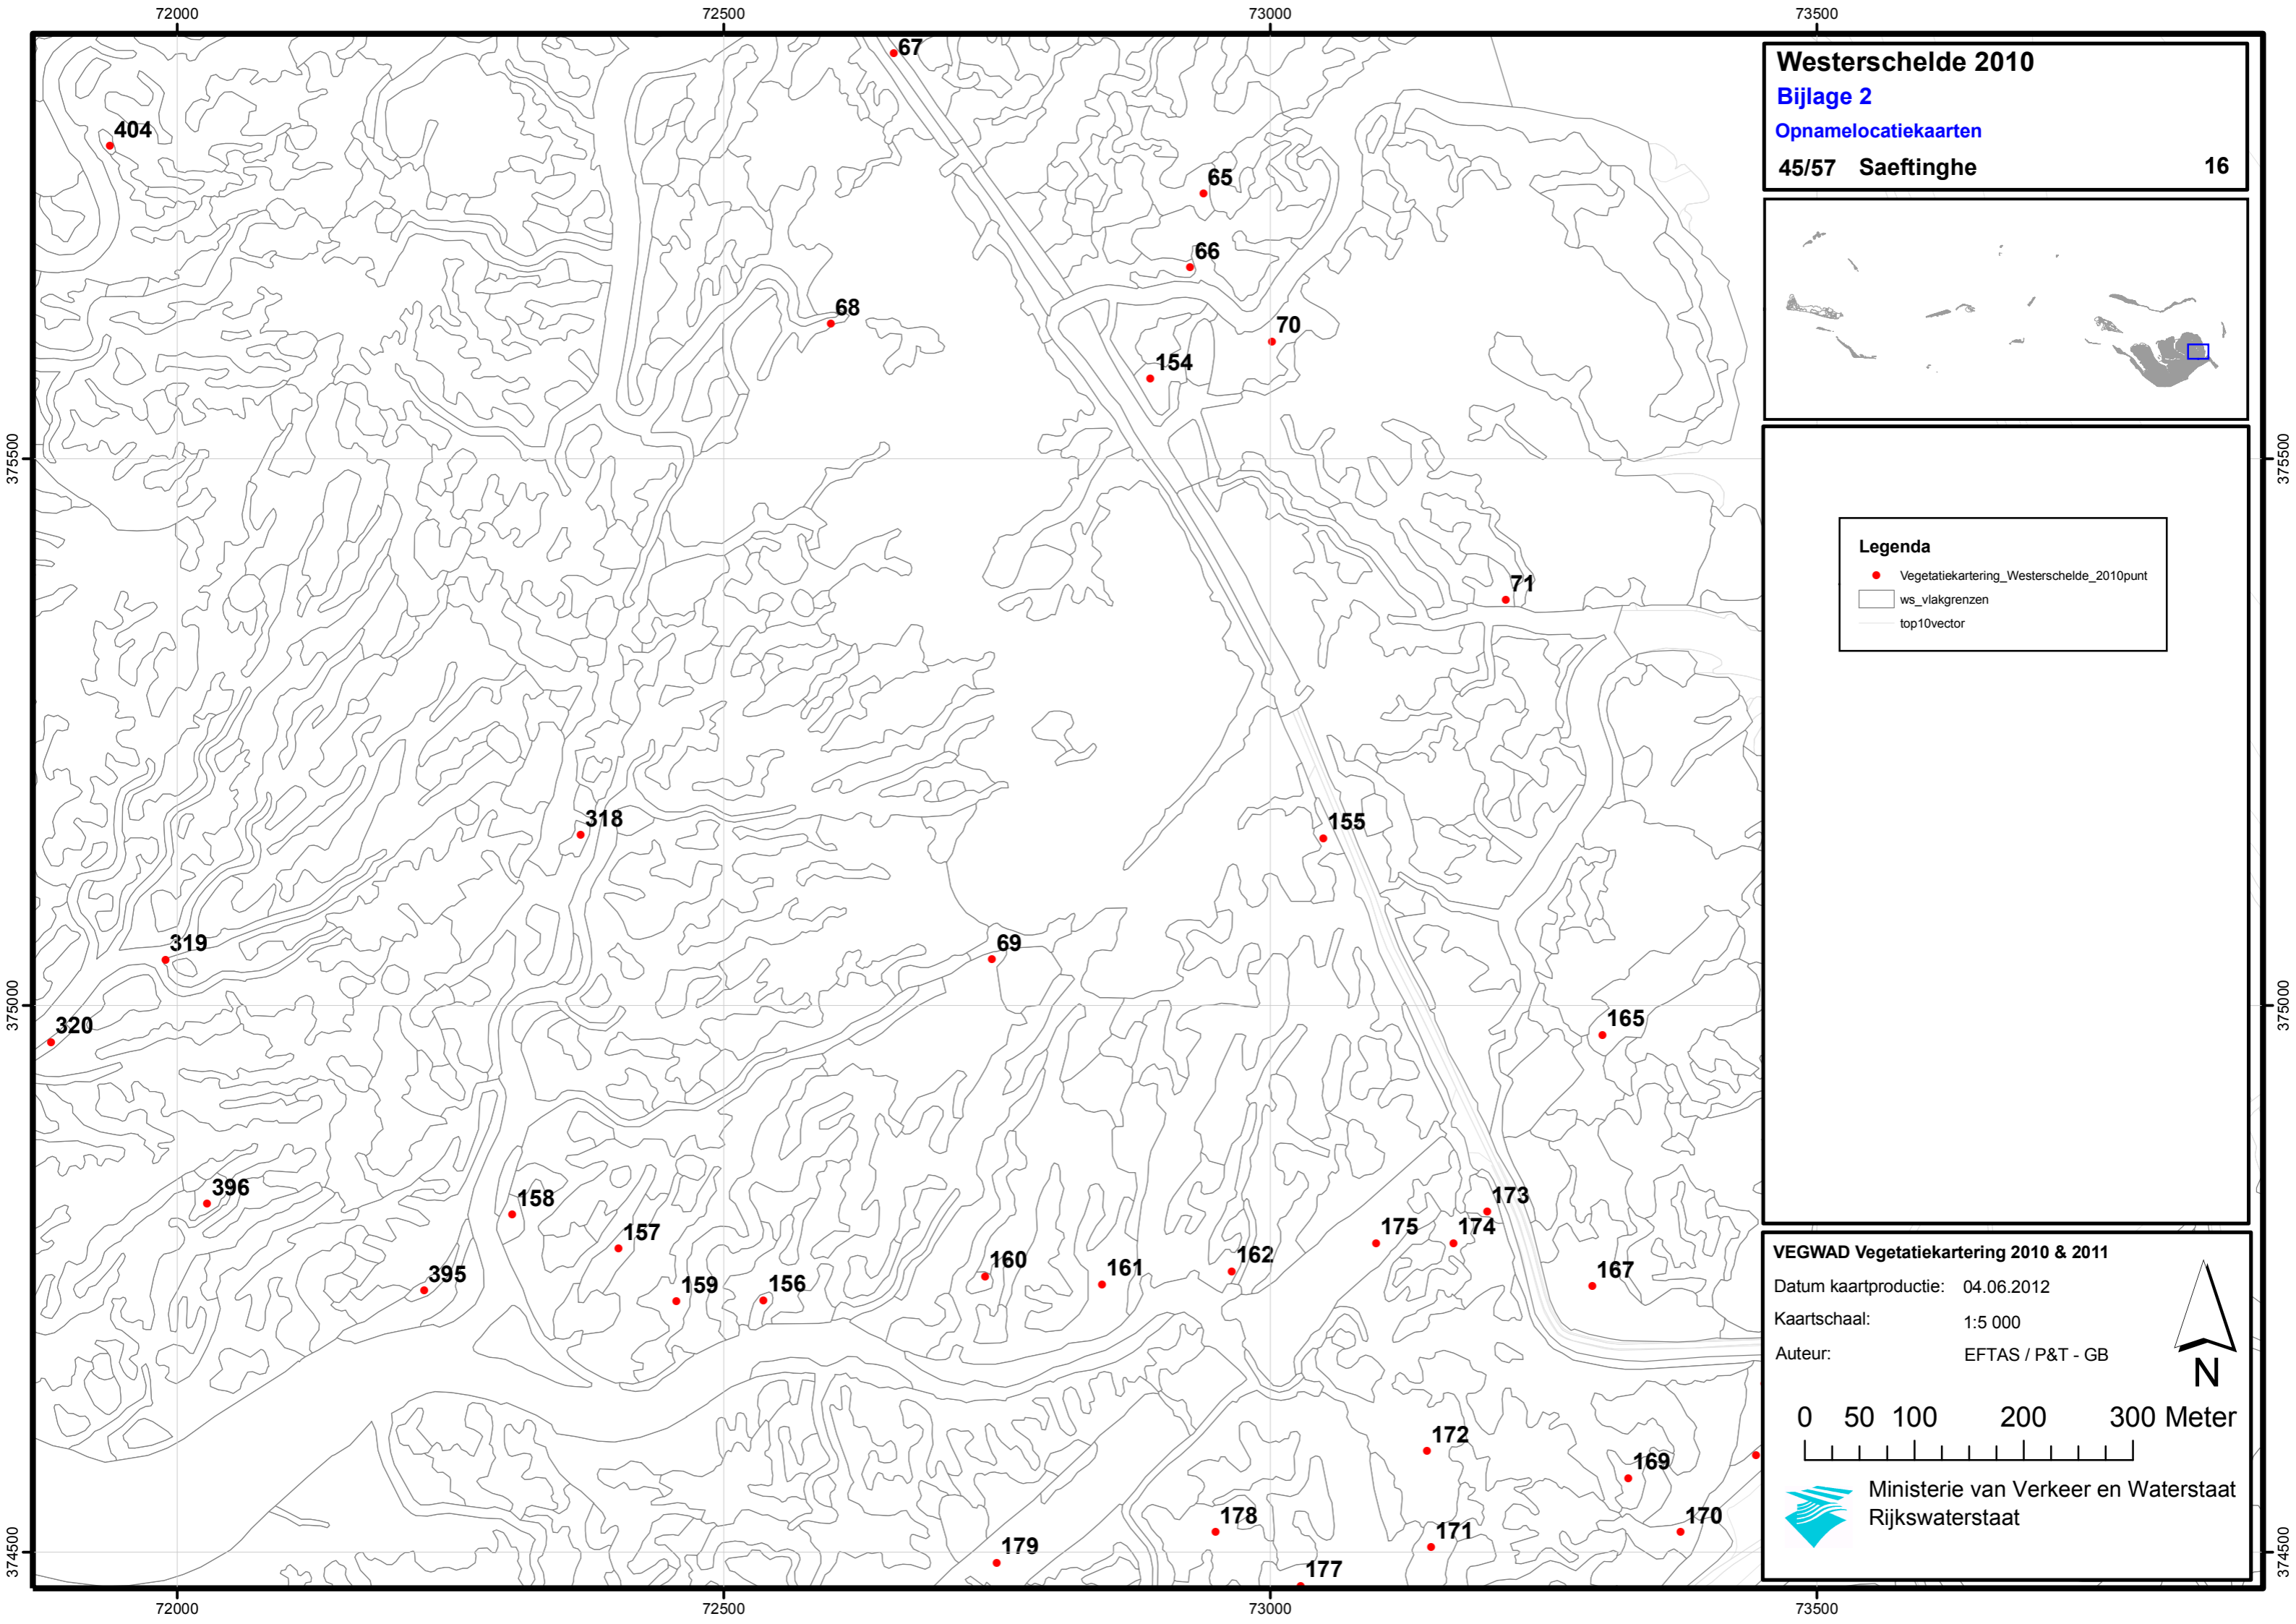 72000 72500 73000 73500
Westerschelde 2010
Bijlage 2
Opnamelocatiekaarten
45/57 Saeftinghe 16
67
404
65
66
68
70
154
375500 375500
Legenda
Vegetatiekartering_Westerschelde_2010punt
ws_vlakgrenzen
top10vector
71
318
155
319
69
375000 375000
320
165
396
158
173
157
175
174
395
160
161
162
159
156
167
VEGWAD Vegetatiekartering 2010 & 2011
Datum kaartproductie: 04.06.2012
Kaartschaal: 1:5 000
Auteur: EFTAS / P&T - GB
N
0 50 100 200 300 Meter
Ministerie van Verkeer en Waterstaat
Rijkswaterstaat
172
169
178
170
171
179
177
374500 374500
72000 72500 73000 73500